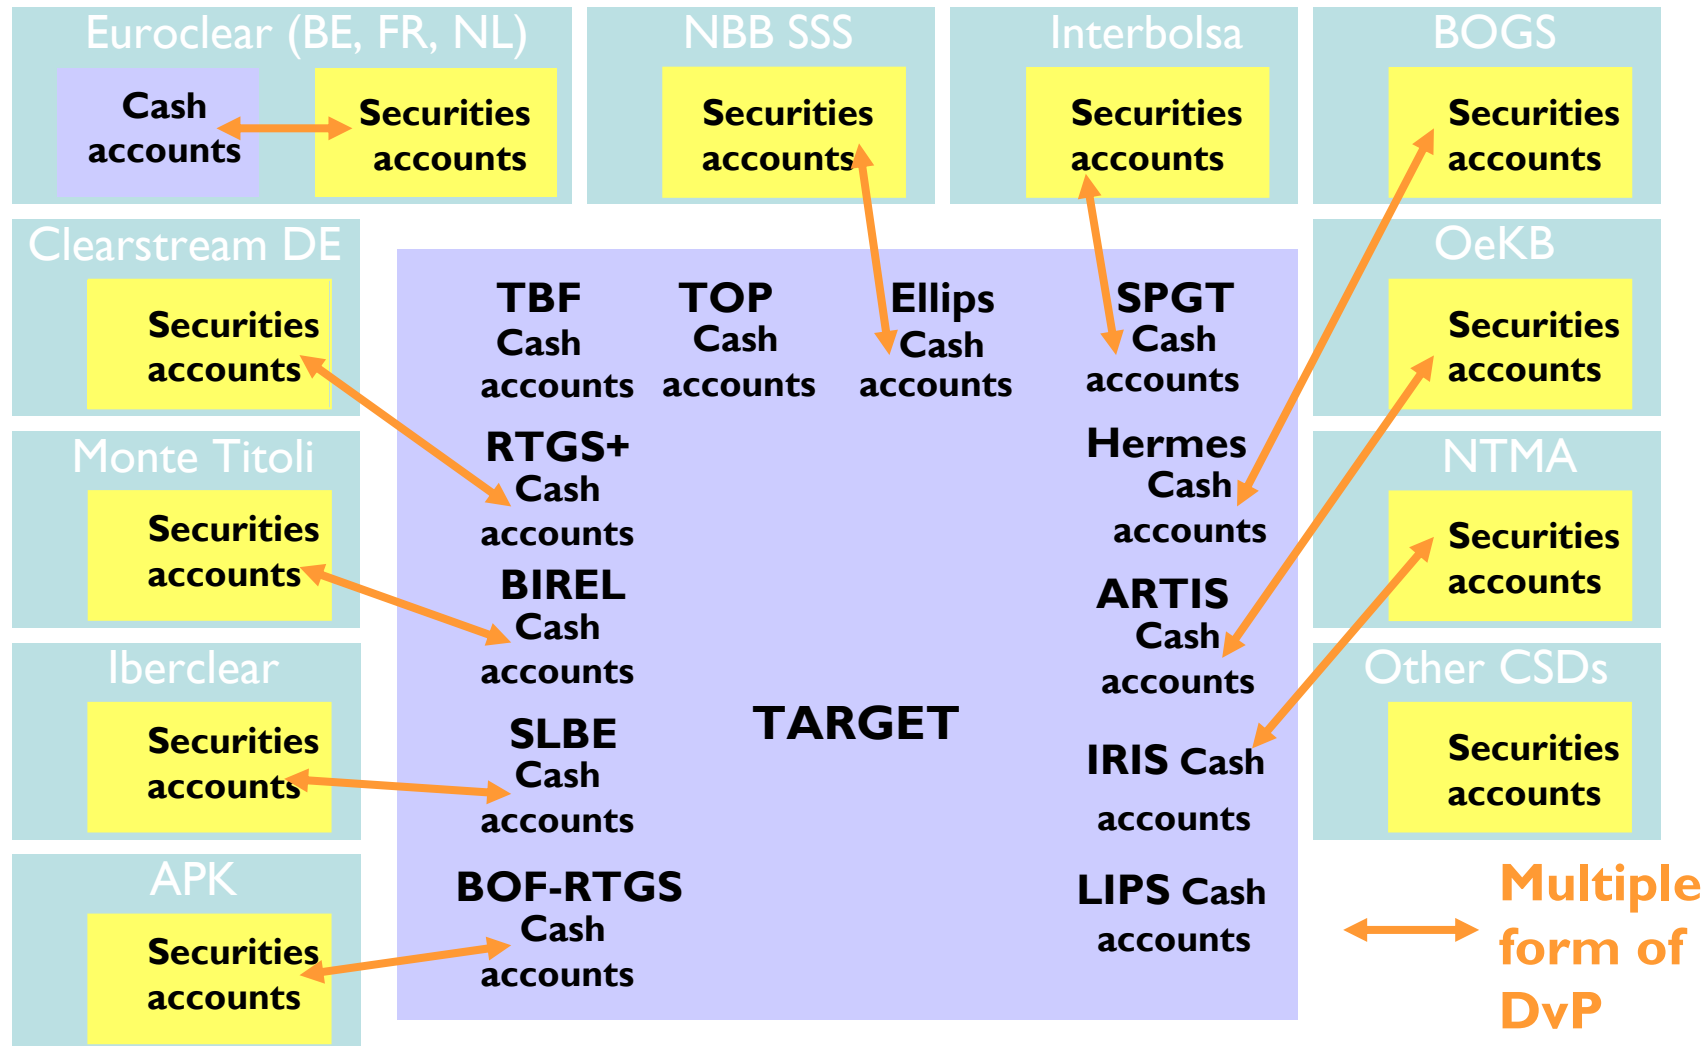 Euroclear (BE, FR, NL)
Cash
accounts
Securities
accounts
NBB SSS
Securities
accounts
Interbolsa
Securities
accounts
BOGS
Securities
accounts
Clearstream DE
Securities
accounts
Monte Titoli
Securities
accounts
Iberclear
Securities
accounts
APK
Securities
accounts
TBF
Cash
accounts
TOP
Cash
accounts
Ellips
Cash
accounts
SPGT
Cash
accounts
RTGS+
Cash
accounts
BIREL
Cash
accounts
SLBE
Cash
accounts
BOF-RTGS
Cash
accounts
TARGET
Hermes
Cash
accounts
ARTIS
Cash
accounts
IRIS Cash
accounts
LIPS Cash
accounts
OeKB
Securities
accounts
NTMA
Securities
accounts
Other CSDs
Securities
accounts
Multiple
form of
DvP